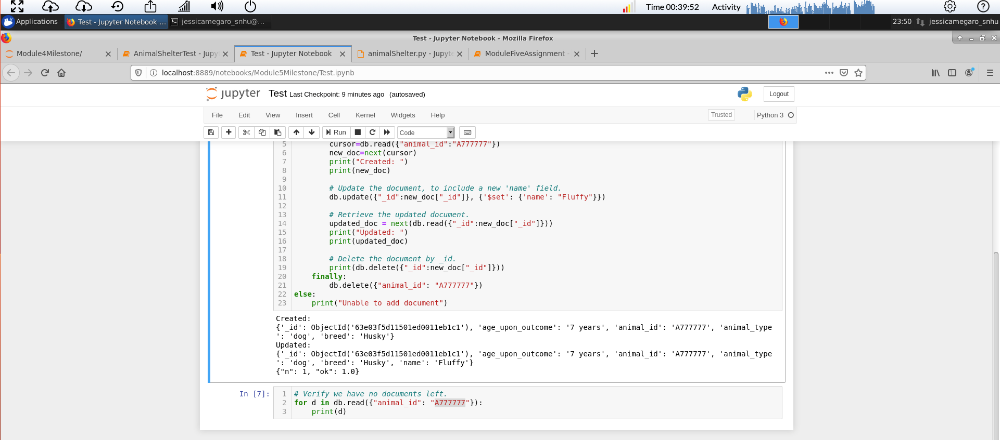 Time 00:39:52 Activity
Applications Test - Jupyter Notebook ... jessicamegaro_snhu@... 23:50 jessicamegaro_snhu
Test - Jupyter Notebook - Mozilla Firefox
Module4Milestone/ AnimalShelterTest - Jupy Test - Jupyter Notebook animalShelter.py - Jupyte ModuleFiveAssignment -
localhost:8889/notebooks/Module5Milestone/Test.ipynb
jupyter Test Last Checkpoint: 9 minutes ago (autosaved) Logout
File Edit View Insert Cell Kernel Widgets Help Trusted Python 3
Run Code
5 cursor=db.read({"animal_id":"A777777"})
6 new_doc=next(cursor)
7 print("Created: ")
8 print(new_doc)
9
10 # Update the document, to include a new 'name' field.
11 db.update({"_id":new_doc["_id"]}, {'$set': {'name': "Fluffy"}})
12
13 # Retrieve the updated document.
14 updated_doc = next(db.read({"_id":new_doc["_id"]}))
15 print("Updated: ")
16 print(updated_doc)
17
18 # Delete the document by _id.
19 print(db.delete({"_id":new_doc["_id"]}))
20 finally:
21 db.delete({"animal_id": "A777777"})
22 else:
23 print("Unable to add document")
Created:
{'_id': ObjectId('63e03f5d11501ed0011eb1c1'), 'age_upon_outcome': '7 years', 'animal_id': 'A777777', 'animal_type
': 'dog', 'breed': 'Husky'}
Updated:
{'_id': ObjectId('63e03f5d11501ed0011eb1c1'), 'age_upon_outcome': '7 years', 'animal_id': 'A777777', 'animal_type
': 'dog', 'breed': 'Husky', 'name': 'Fluffy'}
{"n": 1, "ok": 1.0}
In [7]: 1 # Verify we have no documents left.
2 for d in db.read({"animal_id": "A777777"}):
3 print(d)